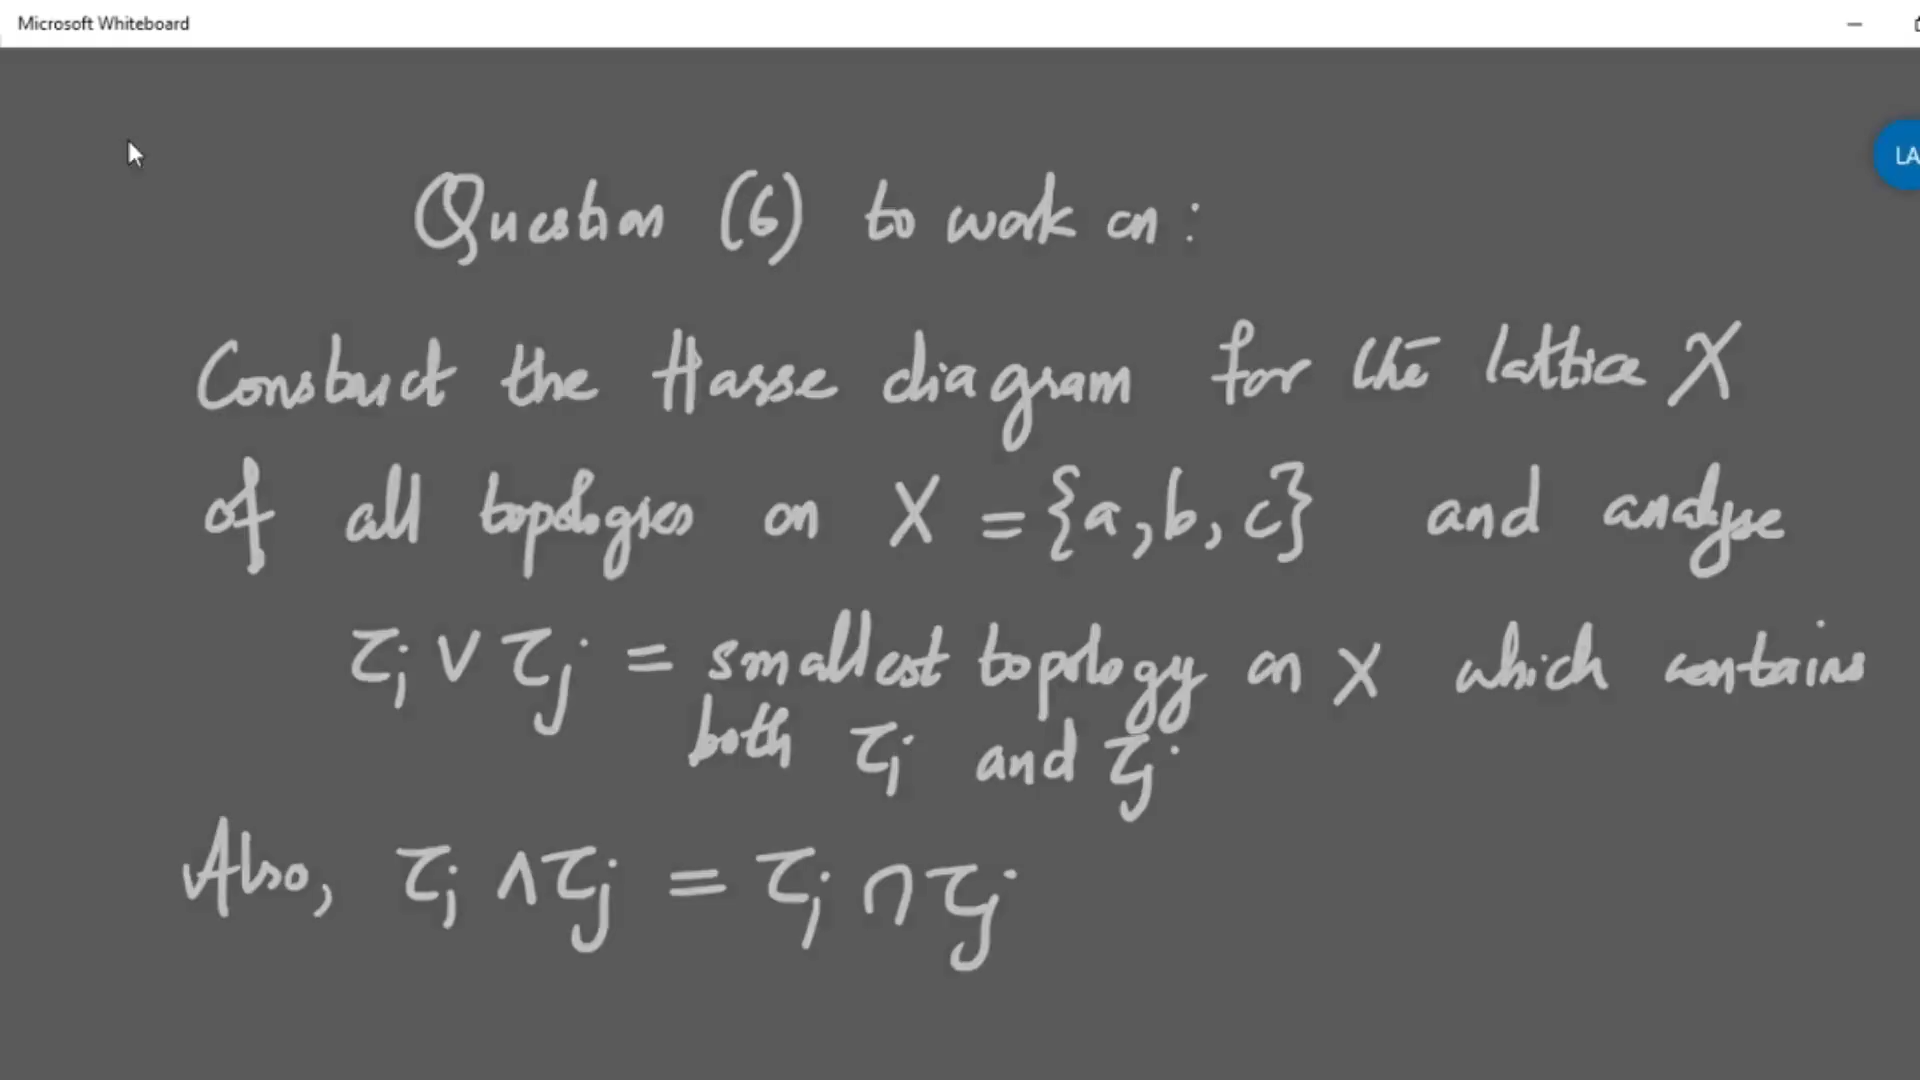 Microsoft Whiteboard
LA
Question (6) to work on :
Construct the Hasse diagram for the lattice X
of all topologies on X = {a, b, c} and analyse
τi ∨ τj = smallest topology on X which contains
both τi and τj
Also, τi ∧ τj = τi ∩ τj